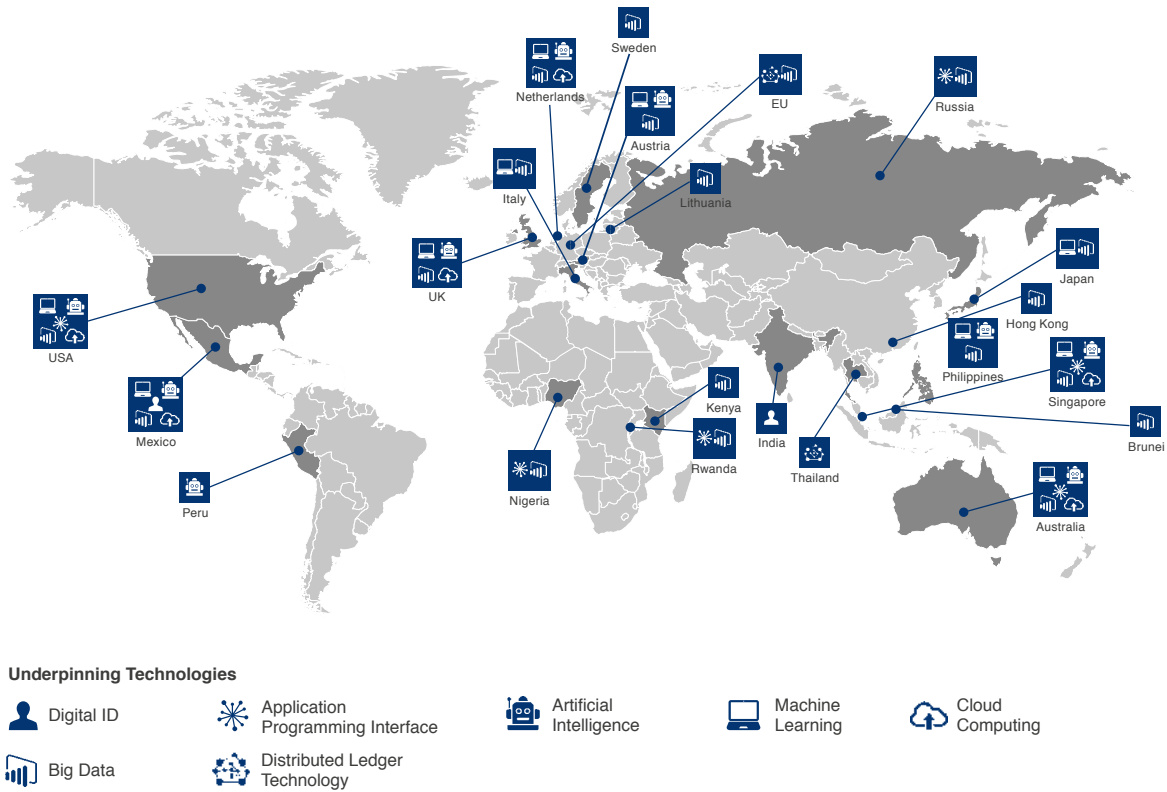 Sweden
Netherlands
EU
Russia
Austria
Italy
Lithuania
UK
Japan
USA
Hong Kong
Philippines
Singapore
Mexico
Kenya
India
Brunei
Rwanda
Thailand
Nigeria
Peru
Australia
Underpinning Technologies
Digital ID
Application
Programming Interface
Artificial
Intelligence
Machine
Learning
Cloud
Computing
Big Data
Distributed Ledger
Technology